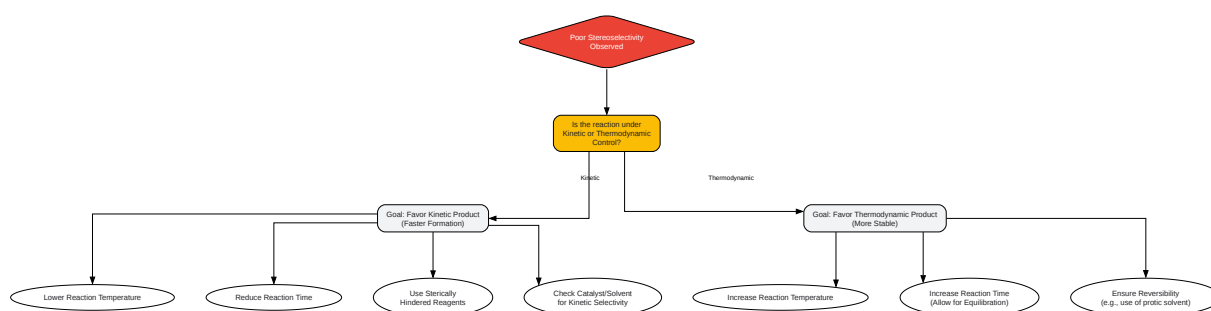 Poor Stereoselectivity
Observed
Is the reaction under
Kinetic or Thermodynamic
Control?
Kinetic
Thermodynamic
Goal: Favor Kinetic Product
(Faster Formation)
Goal: Favor Thermodynamic Product
(More Stable)
Lower Reaction Temperature
Reduce Reaction Time
Use Sterically
Hindered Reagents
Check Catalyst/Solvent
for Kinetic Selectivity
Increase Reaction Temperature
Increase Reaction Time
(Allow for Equilibration)
Ensure Reversibility
(e.g., use of protic solvent)